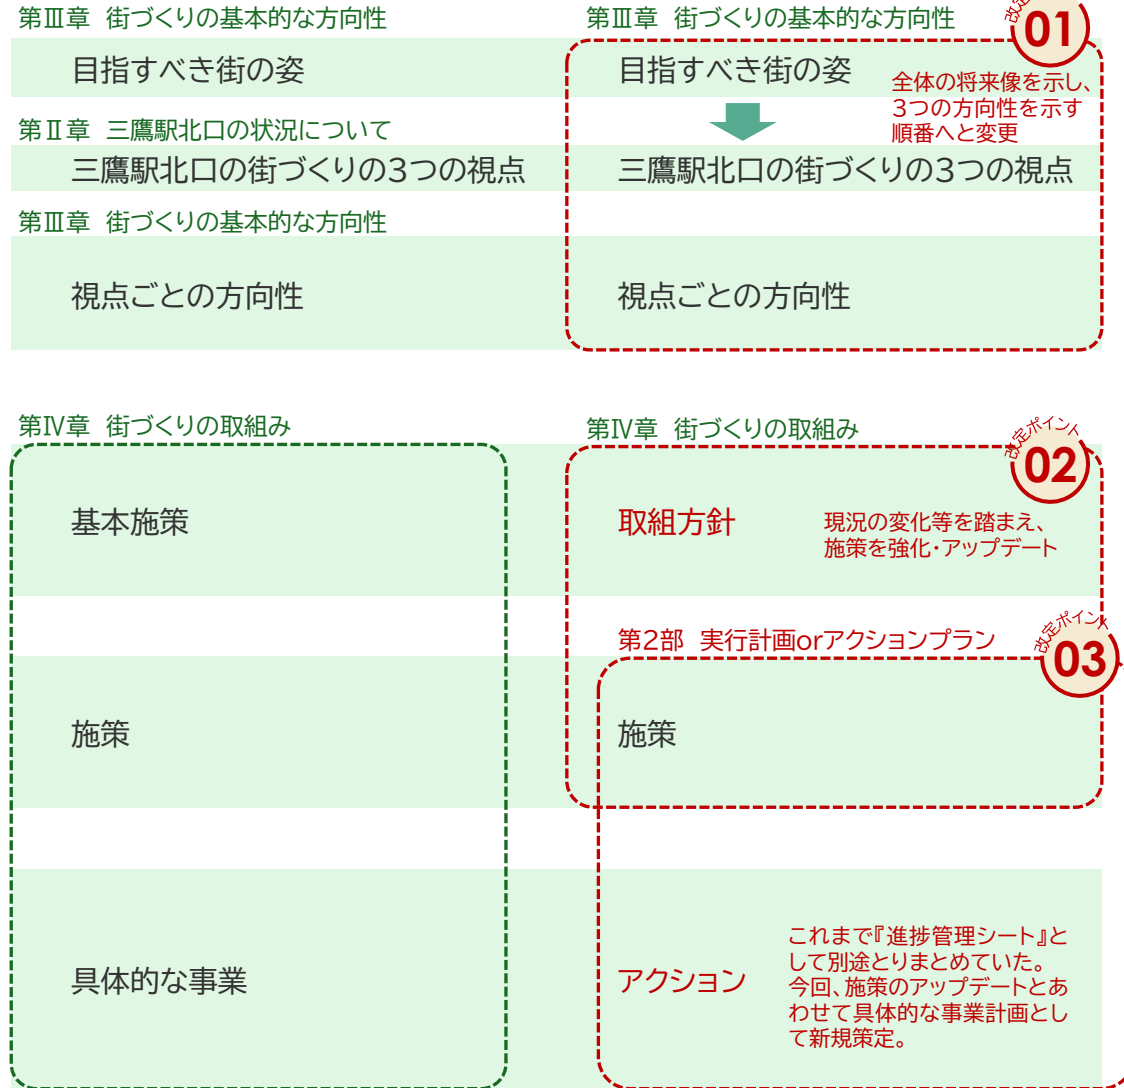 第Ⅲ章 街づくりの基本的な方向性
目指すべき街の姿
第Ⅱ章 三鷹駅北口の状況について
三鷹駅北口の街づくりの3つの視点
第Ⅲ章 街づくりの基本的な方向性
視点ごとの方向性
第Ⅳ章 街づくりの取組み
基本施策
施策
具体的な事業
第Ⅲ章 街づくりの基本的な方向性
01
目指すべき街の姿
全体の将来像を示し、
3つの方向性を示す
順番へと変更
三鷹駅北口の街づくりの3つの視点
視点ごとの方向性
第Ⅳ章 街づくりの取組み
改定ポイント
02
取組方針
現況の変化等を踏まえ、
施策を強化・アップデート
第2部 実行計画orアクションプラン
改定ポイント
03
施策
アクション
これまで『進捗管理シート』と
して別途とりまとめていた。
今回、施策のアップデートとあ
わせて具体的な事業計画とし
て新規策定。